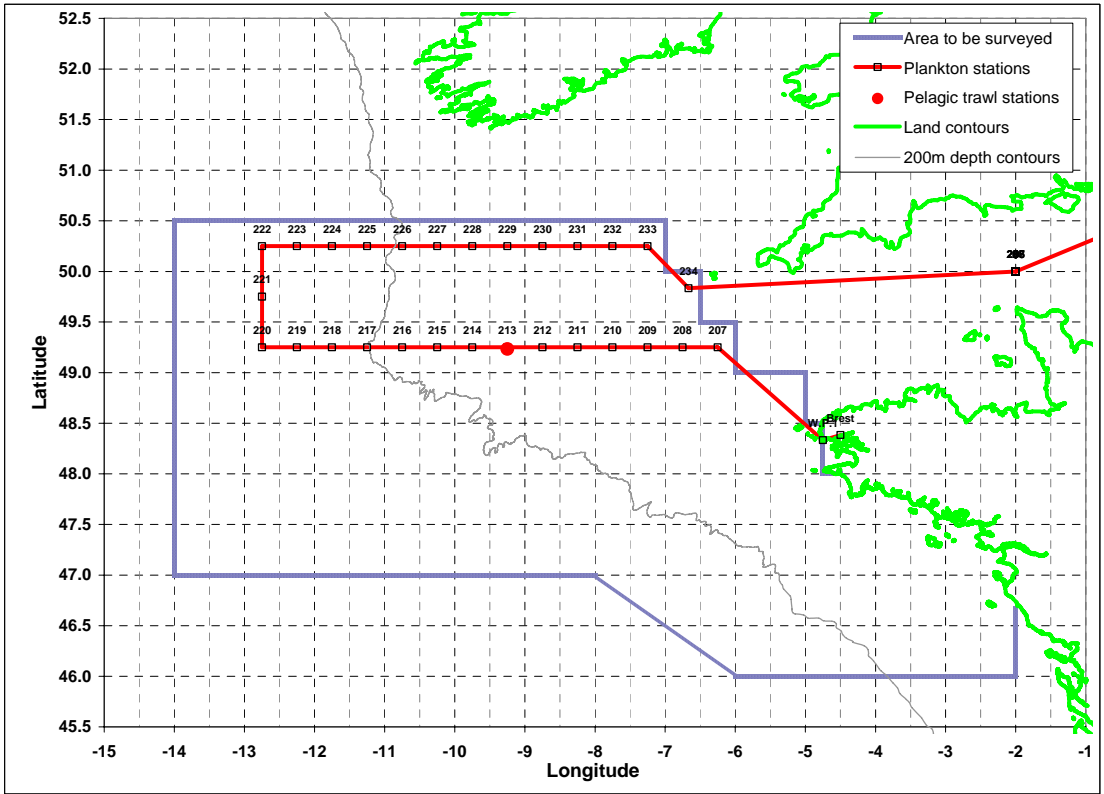 52.5
52.0
51.5
51.0
50.5
50.0
49.5
49.0
48.5
48.0
47.5
47.0
46.5
46.0
45.5
Latitude
Area to be surveyed
Plankton stations
Pelagic trawl stations
Land contours
200m depth contours
222 223 224 225 226 227 228 229 230 231 232 233
234
221
220 219 218 217 216 215 214 213 212 211 210 209 208 207
Brest
-15 -14 -13 -12 -11 -10 -9 -8 -7 -6 -5 -4 -3 -2 -1
Longitude